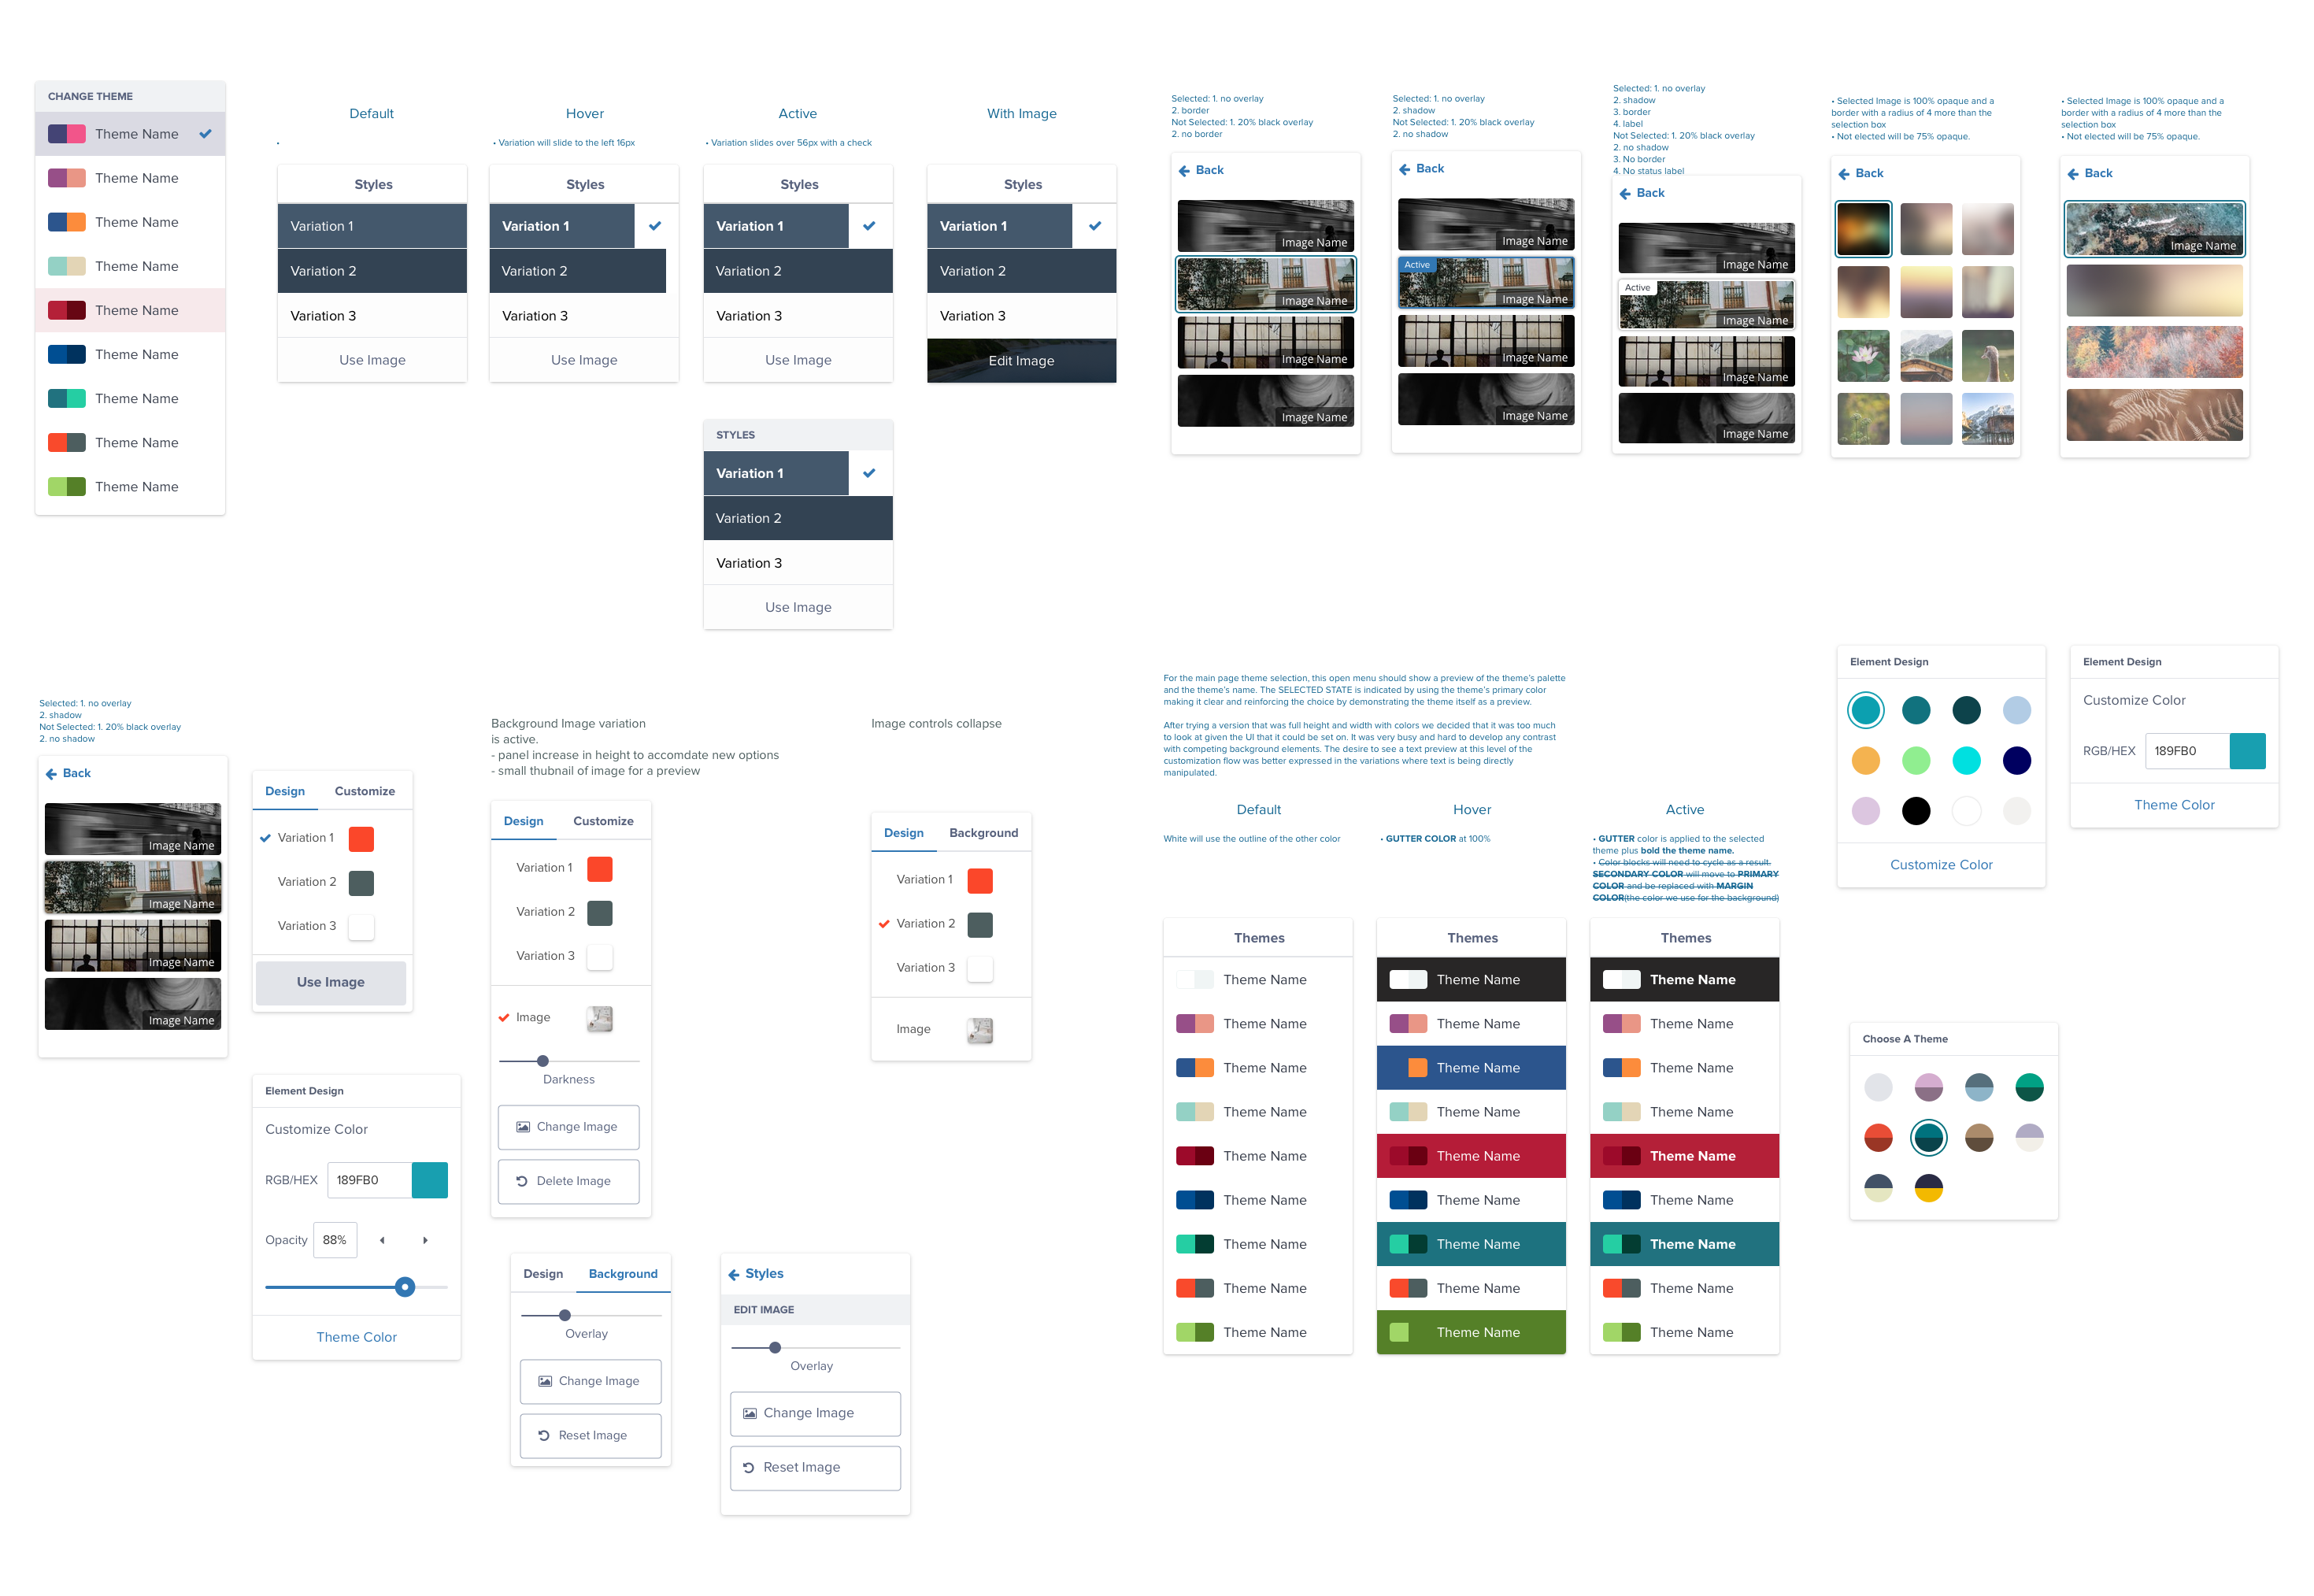 CHANGE THEME
Theme Name
Theme Name
Theme Name
Theme Name
Theme Name
Theme Name
Theme Name
Theme Name
Theme Name
Default
•
Styles
Variation 1
Variation 2
Variation 3
Use Image
Hover
• Variation will slide to the left 16px
Styles
Variation 1
Variation 2
Variation 3
Use Image
Active
• Variation slides over 56px with a check
Styles
Variation 1
Variation 2
Variation 3
Use Image
With Image
Styles
Variation 1
Variation 2
Variation 3
Edit Image
STYLES
Variation 1
Variation 2
Variation 3
Use Image
Selected: 1. no overlay
2. border
Not Selected: 1. 20% black overlay
2. no border
Back
Image Name
Image Name
Image Name
Image Name
Selected: 1. no overlay
2. shadow
Not Selected: 1. 20% black overlay
2. no shadow
Back
Image Name
Active
Image Name
Image Name
Image Name
Selected: 1. no overlay
2. shadow
3. border
4. label
Not Selected: 1. 20% black overlay
2. no shadow
3. No border
4. No status label
Back
Image Name
Active
Image Name
Image Name
Image Name
• Selected Image is 100% opaque and a
border with a radius of 4 more than the
selection box
• Not elected will be 75% opaque.
Back
• Selected Image is 100% opaque and a
border with a radius of 4 more than the
selection box
• Not elected will be 75% opaque.
Back
Image Name
Selected: 1. no overlay
2. shadow
Not Selected: 1. 20% black overlay
2. no shadow
Back
Image Name
Image Name
Image Name
Image Name
Design Customize
Variation 1
Variation 2
Variation 3
Use Image
Element Design
Customize Color
RGB/HEX 189FB0
Opacity 88%
Theme Color
Background Image variation
is active.
- panel increase in height to accomdate new options
- small thubnail of image for a preview
Design Customize
Variation 1
Variation 2
Variation 3
Image
Darkness
Change Image
Delete Image
Image controls collapse
Design Background
Variation 1
Variation 2
Variation 3
Image
Design Background
Overlay
Change Image
Reset Image
Styles
EDIT IMAGE
Overlay
Change Image
Reset Image
For the main page theme selection, this open menu should show a preview of the theme's palette
and the theme's name. The SELECTED STATE is indicated by using the theme's primary color
making it clear and reinforcing the choice by demonstrating the theme itself as a preview.
After trying a version that was full height and width with colors we decided that it was too much
to look at given the UI that it could be set on. It was very busy and hard to develop any contrast
with competing background elements. The desire to see a text preview at this level of the
customization flow was better expressed in the variations where text is being directly
manipulated.
Default
White will use the outline of the other color
Themes
Theme Name
Theme Name
Theme Name
Theme Name
Theme Name
Theme Name
Theme Name
Theme Name
Theme Name
Hover
• GUTTER COLOR at 100%
Themes
Theme Name
Theme Name
Theme Name
Theme Name
Theme Name
Theme Name
Theme Name
Theme Name
Theme Name
Active
• GUTTER color is applied to the selected
theme plus bold the theme name.
• Color blocks will need to cycle as a result.
SECONDARY COLOR will move to PRIMARY
COLOR and be replaced with MARGIN
COLOR(the color we use for the background)
Themes
Theme Name
Theme Name
Theme Name
Theme Name
Theme Name
Theme Name
Theme Name
Theme Name
Theme Name
Element Design
Customize Color
Element Design
Customize Color
RGB/HEX 189FB0
Theme Color
Choose A Theme